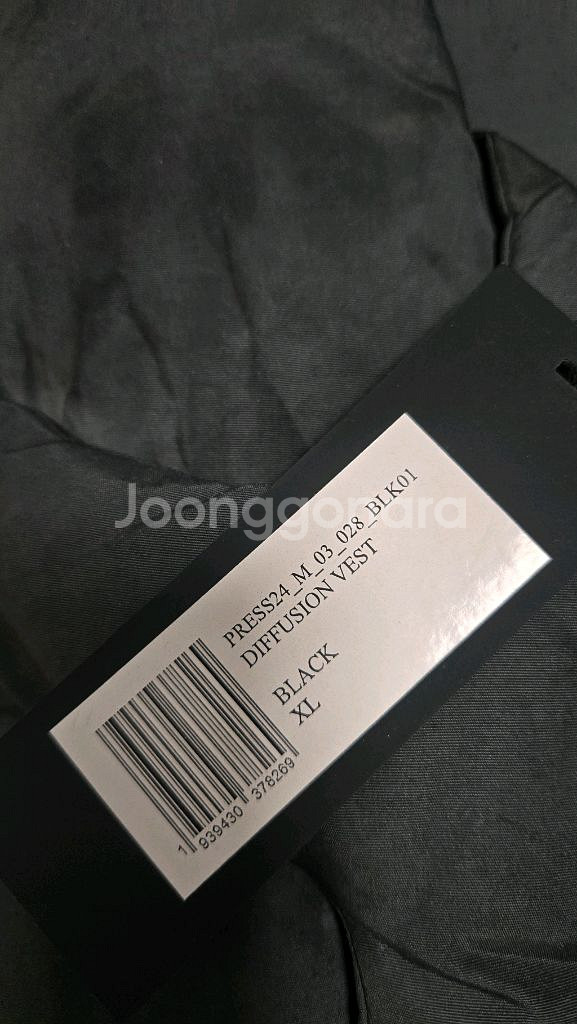 Joonggonara
PRESS24_M_03_028_BLK01
DIFFUSION VEST
BLACK
XL
1 939430 378269